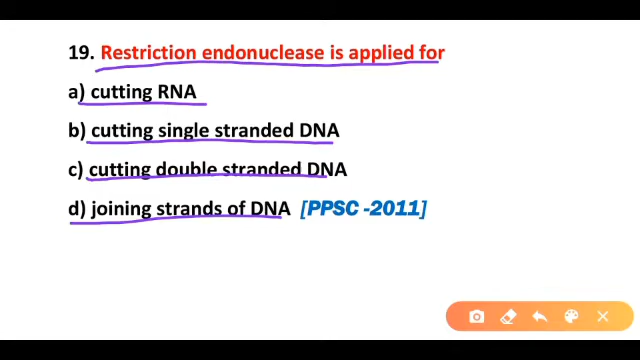 19. Restriction endonuclease is applied for
a) cutting RNA
b) cutting single stranded DNA
c) cutting double stranded DNA
d) joining strands of DNA [PPSC -2011]